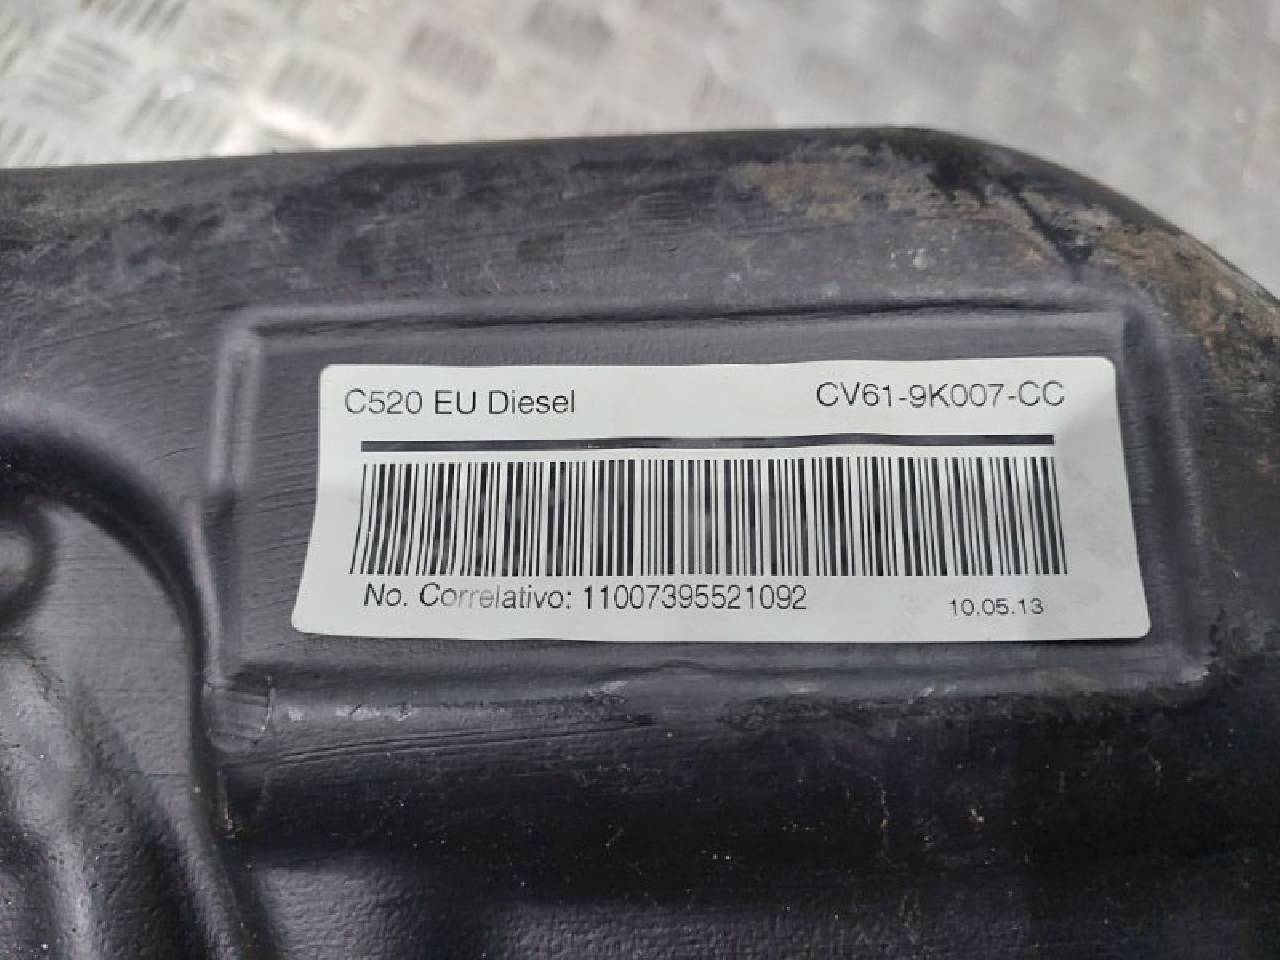 C520 EU Diesel CV61-9K007-CC
No. Correlativo: 11007395521092 10.05.13